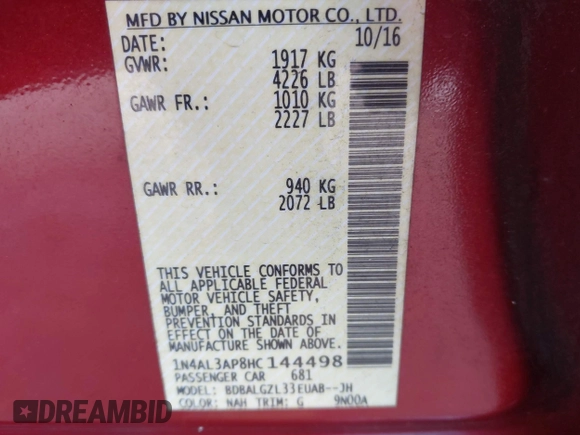 MFD BY NISSAN MOTOR CO., LTD.
DATE: 10/16
GVWR: 1917 KG
4226 LB
GAWR FR.: 1010 KG
2227 LB
GAWR RR.: 940 KG
2072 LB
THIS VEHICLE CONFORMS TO
ALL APPLICABLE FEDERAL
MOTOR VEHICLE SAFETY,
BUMPER, AND THEFT
PREVENTION STANDARDS IN
EFFECT ON THE DATE OF
MANUFACTURE SHOWN ABOVE.
1N4AL3AP8HC144498
PASSENGER CAR 681
MODEL: BDBALGZL33EUAB--JH
COLOR: NAH TRIM: G 9N00A
DREAMBID